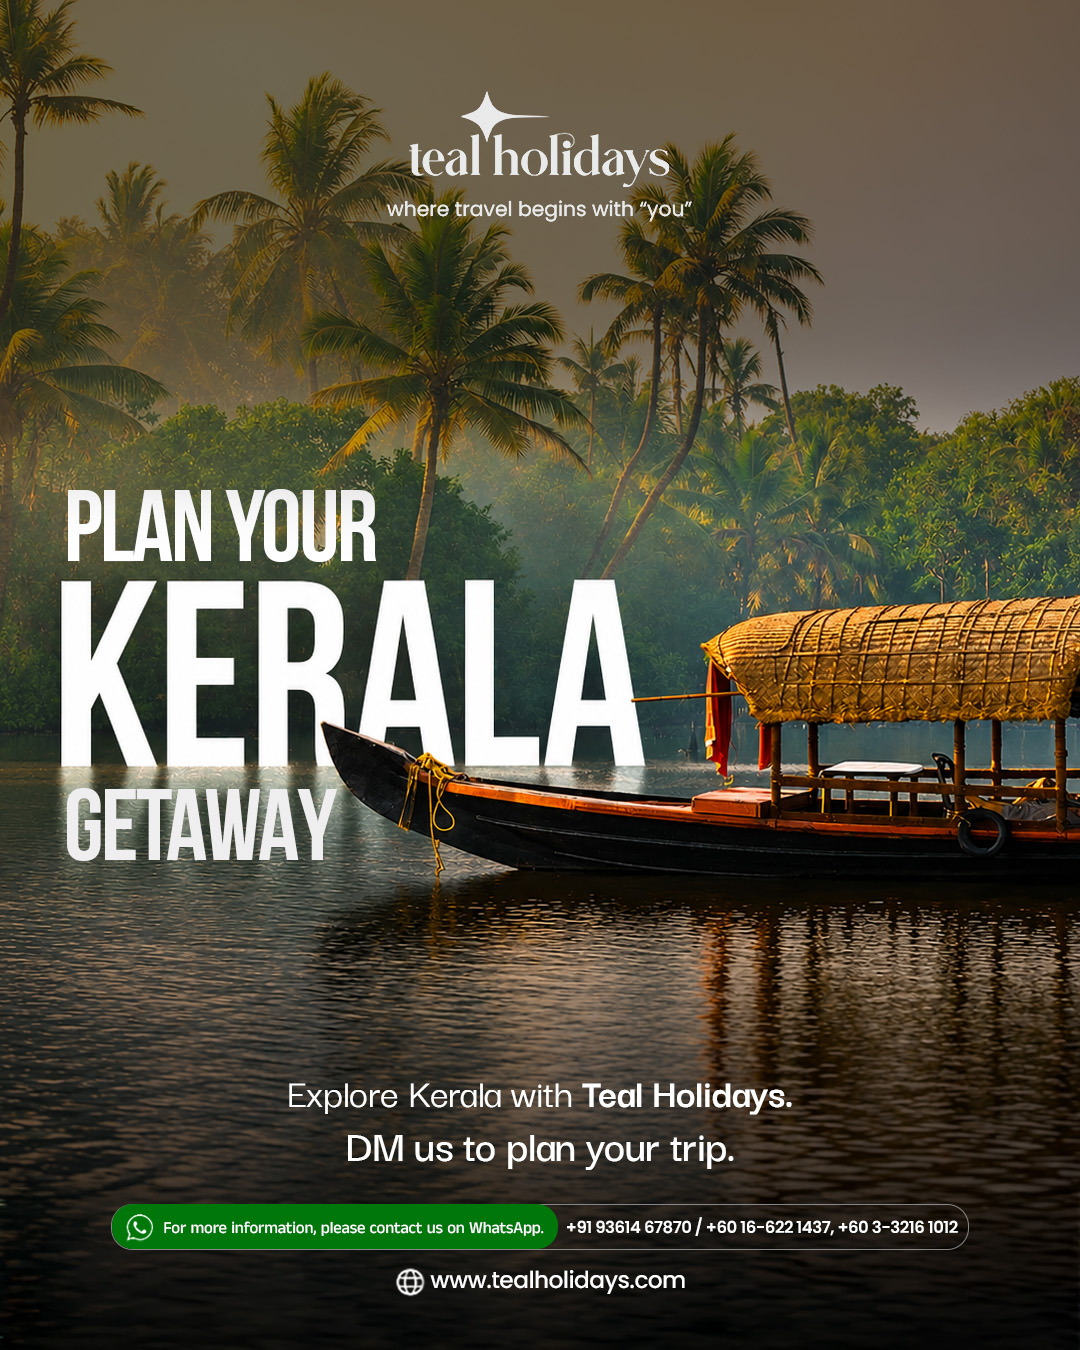 teal holidays
where travel begins with “you”
PLAN YOUR
KERALA
GETAWAY
Explore Kerala with Teal Holidays.
DM us to plan your trip.
For more information, please contact us on WhatsApp. +91 93614 67870 / +60 16-622 1437, +60 3-3216 1012
www.tealholidays.com